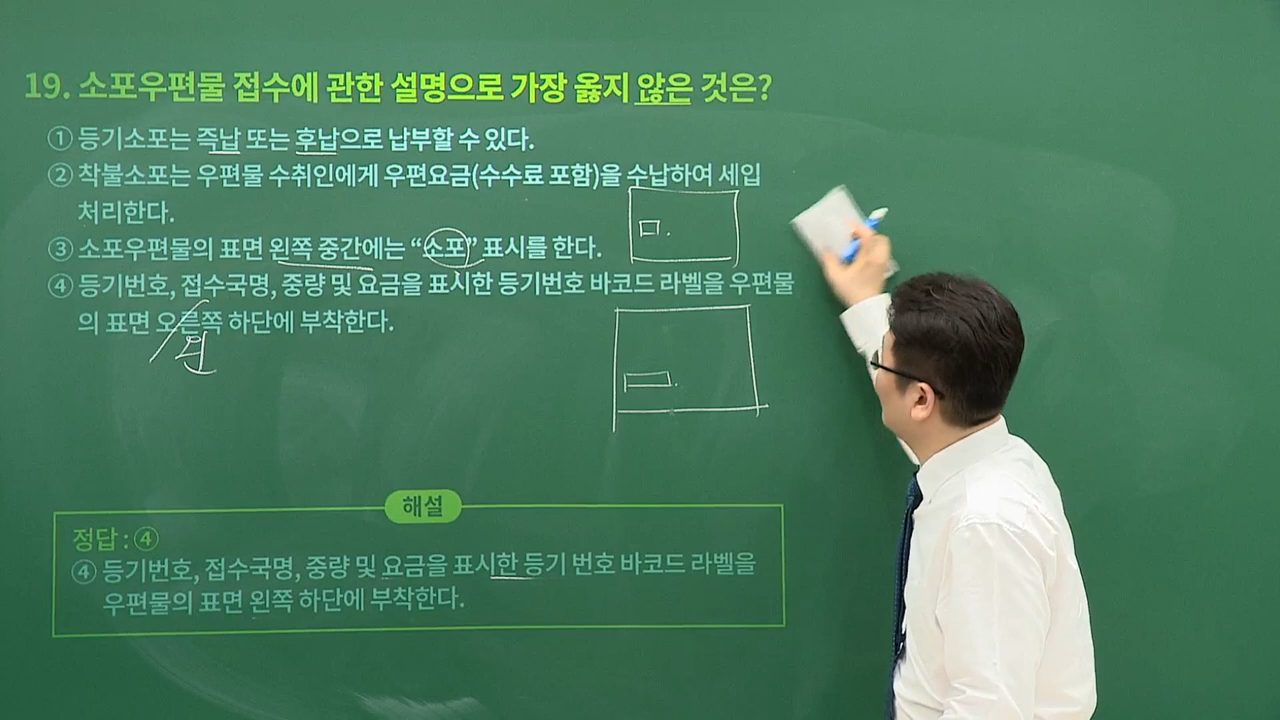 19. 소포우편물 접수에 관한 설명으로 가장 옳지 않은 것은?
① 등기소포는 즉납 또는 후납으로 납부할 수 있다.
② 착불소포는 우편물 수취인에게 우편요금(수수료 포함)을 수납하여 세입
처리한다.
③ 소포우편물의 표면 왼쪽 중간에는 “소포” 표시를 한다.
④ 등기번호, 접수국명, 중량 및 요금을 표시한 등기번호 바코드 라벨을 우편물
의 표면 오른쪽 하단에 부착한다.
왼
해설
정답 : ④
④ 등기번호, 접수국명, 중량 및 요금을 표시한 등기 번호 바코드 라벨을
우편물의 표면 왼쪽 하단에 부착한다.